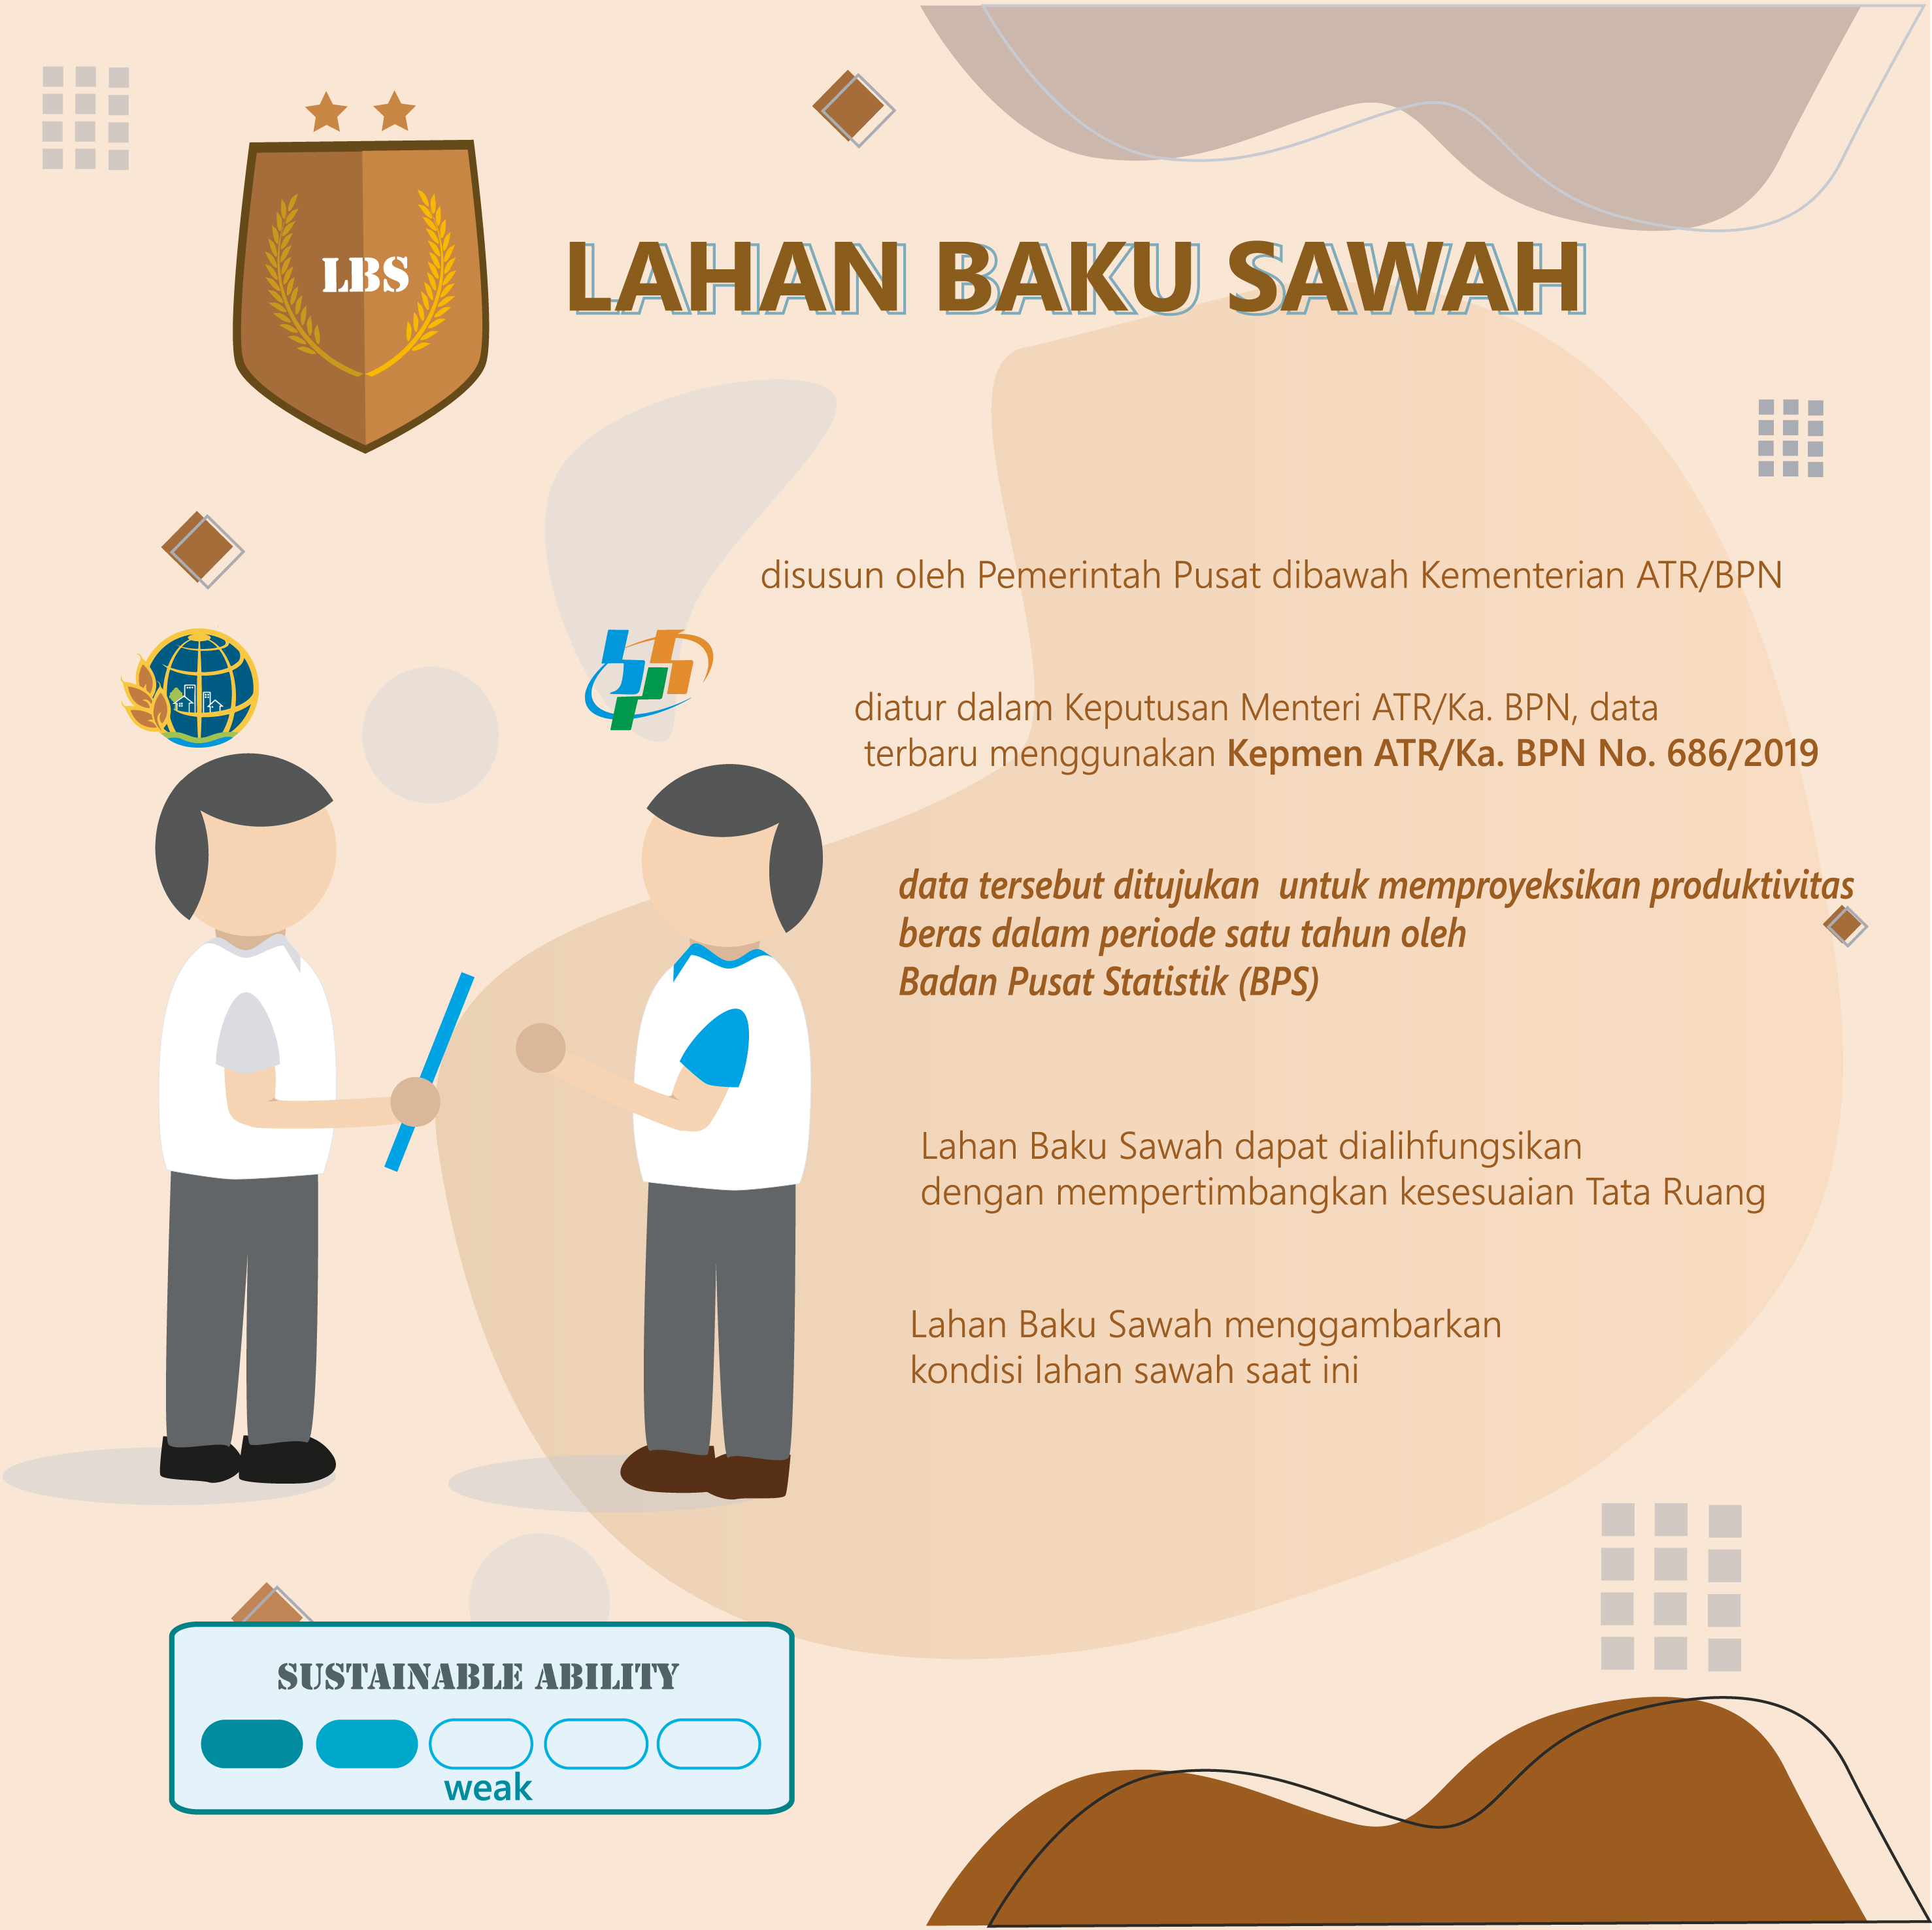 LBS
LAHAN BAKU SAWAH
disusun oleh Pemerintah Pusat dibawah Kementerian ATR/BPN
diatur dalam Keputusan Menteri ATR/Ka. BPN, data
terbaru menggunakan Kepmen ATR/Ka. BPN No. 686/2019
data tersebut ditujukan  untuk memproyeksikan produktivitas
beras dalam periode satu tahun oleh
Badan Pusat Statistik (BPS)
Lahan Baku Sawah dapat dialihfungsikan
dengan mempertimbangkan kesesuaian Tata Ruang
Lahan Baku Sawah menggambarkan
kondisi lahan sawah saat ini
SUSTAINABLE ABILITY
weak